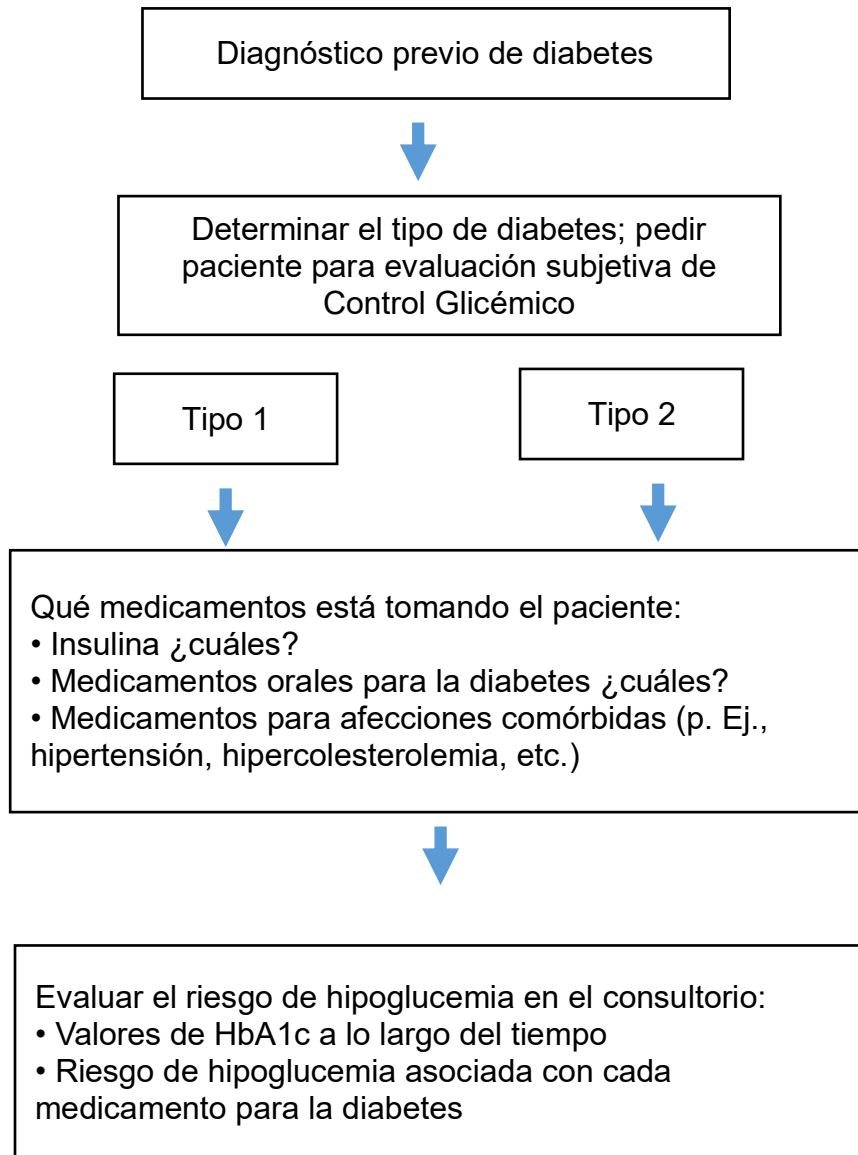 Diagnóstico previo de diabetes
Determinar el tipo de diabetes; pedir
paciente para evaluación subjetiva de
Control Glicémico
Tipo 1
Tipo 2
Qué medicamentos está tomando el paciente:
• Insulina ¿cuáles?
• Medicamentos orales para la diabetes ¿cuáles?
• Medicamentos para afecciones comórbidas (p. Ej.,
hipertensión, hipercolesterolemia, etc.)
Evaluar el riesgo de hipoglucemia en el consultorio:
• Valores de HbA1c a lo largo del tiempo
• Riesgo de hipoglucemia asociada con cada
medicamento para la diabetes